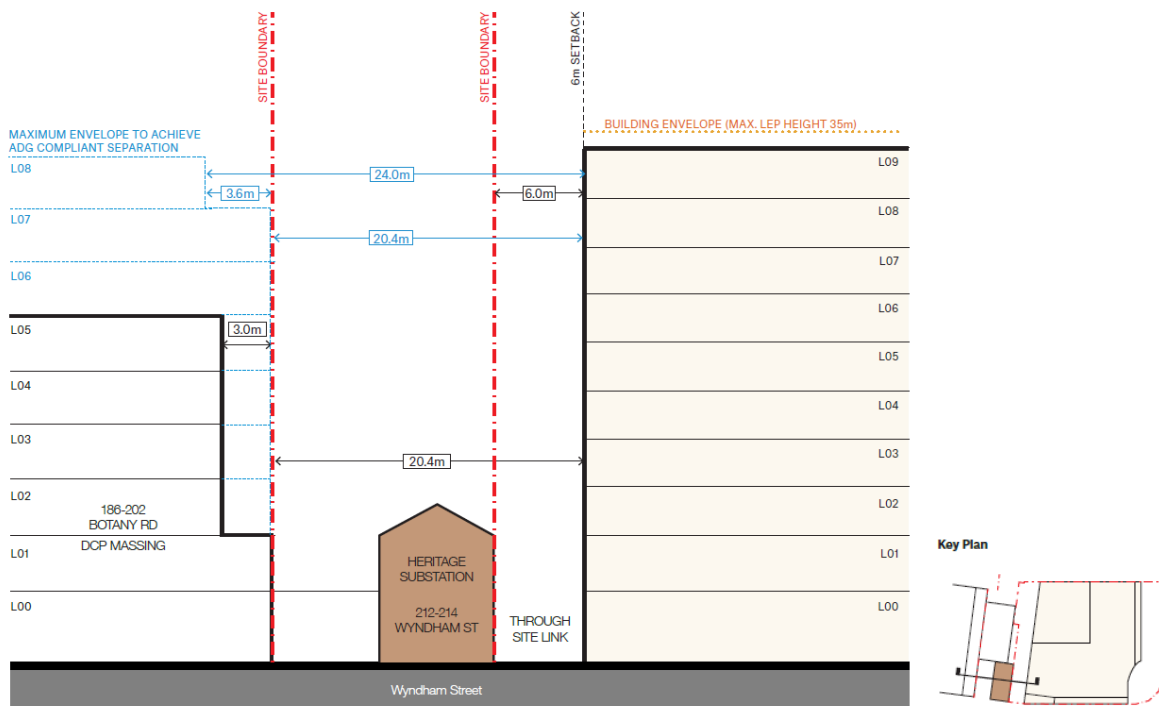 SITE BOUNDARY
SITE BOUNDARY
6m SETBACK
MAXIMUM ENVELOPE TO ACHIEVE
ADG COMPLIANT SEPARATION
BUILDING ENVELOPE (MAX. LEP HEIGHT 35m)
L08
L07
L06
L05
L04
L03
L02
186-202
BOTANY RD
DCP MASSING
L01
L00
24.0m
3.6m
6.0m
20.4m
3.0m
20.4m
HERITAGE
SUBSTATION
212-214
WYNDHAM ST
THROUGH
SITE LINK
L09
L08
L07
L06
L05
L04
L03
L02
L01
L00
Wyndham Street
Key Plan